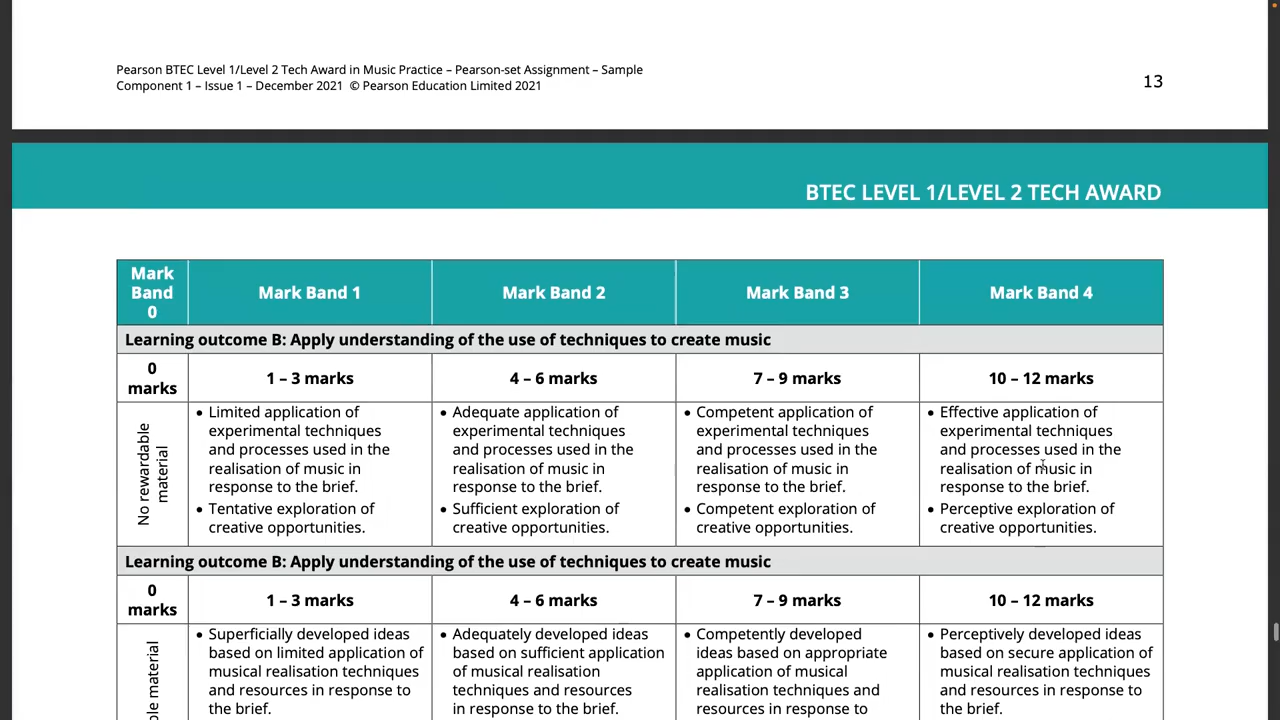 Pearson BTEC Level 1/Level 2 Tech Award in Music Practice – Pearson-set Assignment – Sample
Component 1 – Issue 1 – December 2021 © Pearson Education Limited 2021
13
BTEC LEVEL 1/LEVEL 2 TECH AWARD
Mark
Band
0
Mark Band 1
Mark Band 2
Mark Band 3
Mark Band 4
Learning outcome B: Apply understanding of the use of techniques to create music
0
marks
1 – 3 marks
4 – 6 marks
7 – 9 marks
10 – 12 marks
No rewardable
material
• Limited application of
experimental techniques
and processes used in the
realisation of music in
response to the brief.
• Tentative exploration of
creative opportunities.
• Adequate application of
experimental techniques
and processes used in the
realisation of music in
response to the brief.
• Sufficient exploration of
creative opportunities.
• Competent application of
experimental techniques
and processes used in the
realisation of music in
response to the brief.
• Competent exploration of
creative opportunities.
• Effective application of
experimental techniques
and processes used in the
realisation of music in
response to the brief.
• Perceptive exploration of
creative opportunities.
Learning outcome B: Apply understanding of the use of techniques to create music
0
marks
1 – 3 marks
4 – 6 marks
7 – 9 marks
10 – 12 marks
material
• Superficially developed ideas
based on limited application of
musical realisation techniques
and resources in response to
the brief.
• Adequately developed ideas
based on sufficient application
of musical realisation
techniques and resources
in response to the brief.
• Competently developed
ideas based on appropriate
application of musical
realisation techniques and
resources in response to
• Perceptively developed ideas
based on secure application of
musical realisation techniques
and resources in response to
the brief.